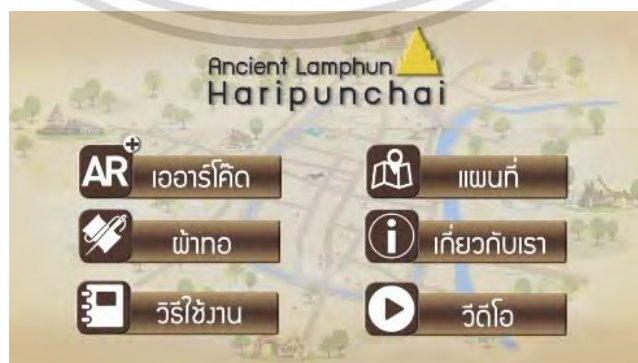 Ancient Lamphun
Haripunchai
AR เออาร์โค๊ด
แผนที่
ผ้าทอ
เกี่ยวกับเรา
วิธีใช้งาน
วีดีโอ